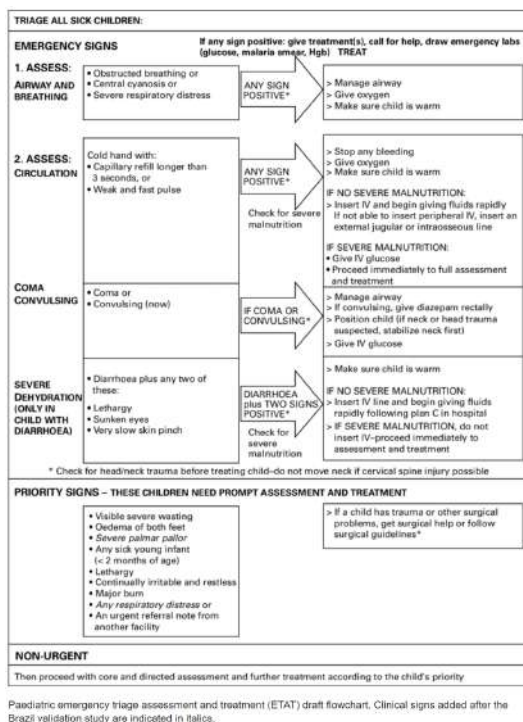 TRIAGE ALL SICK CHILDREN:
EMERGENCY SIGNS
If any sign positive: give treatment(s), call for help, draw emergency labs
(glucose, malaria smear, Hgb) TREAT
1. ASSESS:
AIRWAY AND
BREATHING
• Obstructed breathing or
• Central cyanosis or
• Severe respiratory distress
ANY SIGN
POSITIVE*
> Manage airway
> Give oxygen
> Make sure child is warm
2. ASSESS:
CIRCULATION
Cold hand with:
• Capillary refill longer than
3 seconds, or
• Weak and fast pulse
ANY SIGN
POSITIVE*
Check for severe
malnutrition
> Stop any bleeding
> Give oxygen
> Make sure child is warm
IF NO SEVERE MALNUTRITION:
> Insert IV and begin giving fluids rapidly
If not able to insert peripheral IV, insert an
external jugular or intraosseous line
IF SEVERE MALNUTRITION:
• Give IV glucose
• Proceed immediately to full assessment
and treatment
COMA
CONVULSING
• Coma or
• Convulsing (now)
IF COMA OR
CONVULSING*
> Manage airway
> If convulsing, give diazepam rectally
> Position child (if neck or head trauma
suspected, stabilize neck first)
> Give IV glucose
SEVERE
DEHYDRATION
(ONLY IN
CHILD WITH
DIARRHOEA)
• Diarrhoea plus any two of
these:
• Lethargy
• Sunken eyes
• Very slow skin pinch
DIARRHOEA
plus TWO SIGNS
POSITIVE*
Check for
severe
malnutrition
> Make sure child is warm
IF NO SEVERE MALNUTRITION:
> Insert IV line and begin giving fluids
rapidly following plan C in hospital
> IF SEVERE MALNUTRITION, do not
insert IV–proceed immediately to
assessment and treatment
* Check for head/neck trauma before treating child–do not move neck if cervical spine injury possible
PRIORITY SIGNS – THESE CHILDREN NEED PROMPT ASSESSMENT AND TREATMENT
• Visible severe wasting
• Oedema of both feet
• Severe palmar pallor
• Any sick young infant
(< 2 months of age)
• Lethargy
• Continually irritable and restless
• Major burn
• Any respiratory distress or
• An urgent referral note from
another facility
> If a child has trauma or other surgical
problems, get surgical help or follow
surgical guidelines*
NON-URGENT
Then proceed with core and directed assessment and further treatment according to the child's priority
Paediatric emergency triage assessment and treatment (ETAT) draft flowchart. Clinical signs added after the
Brazil validation study are indicated in italics.